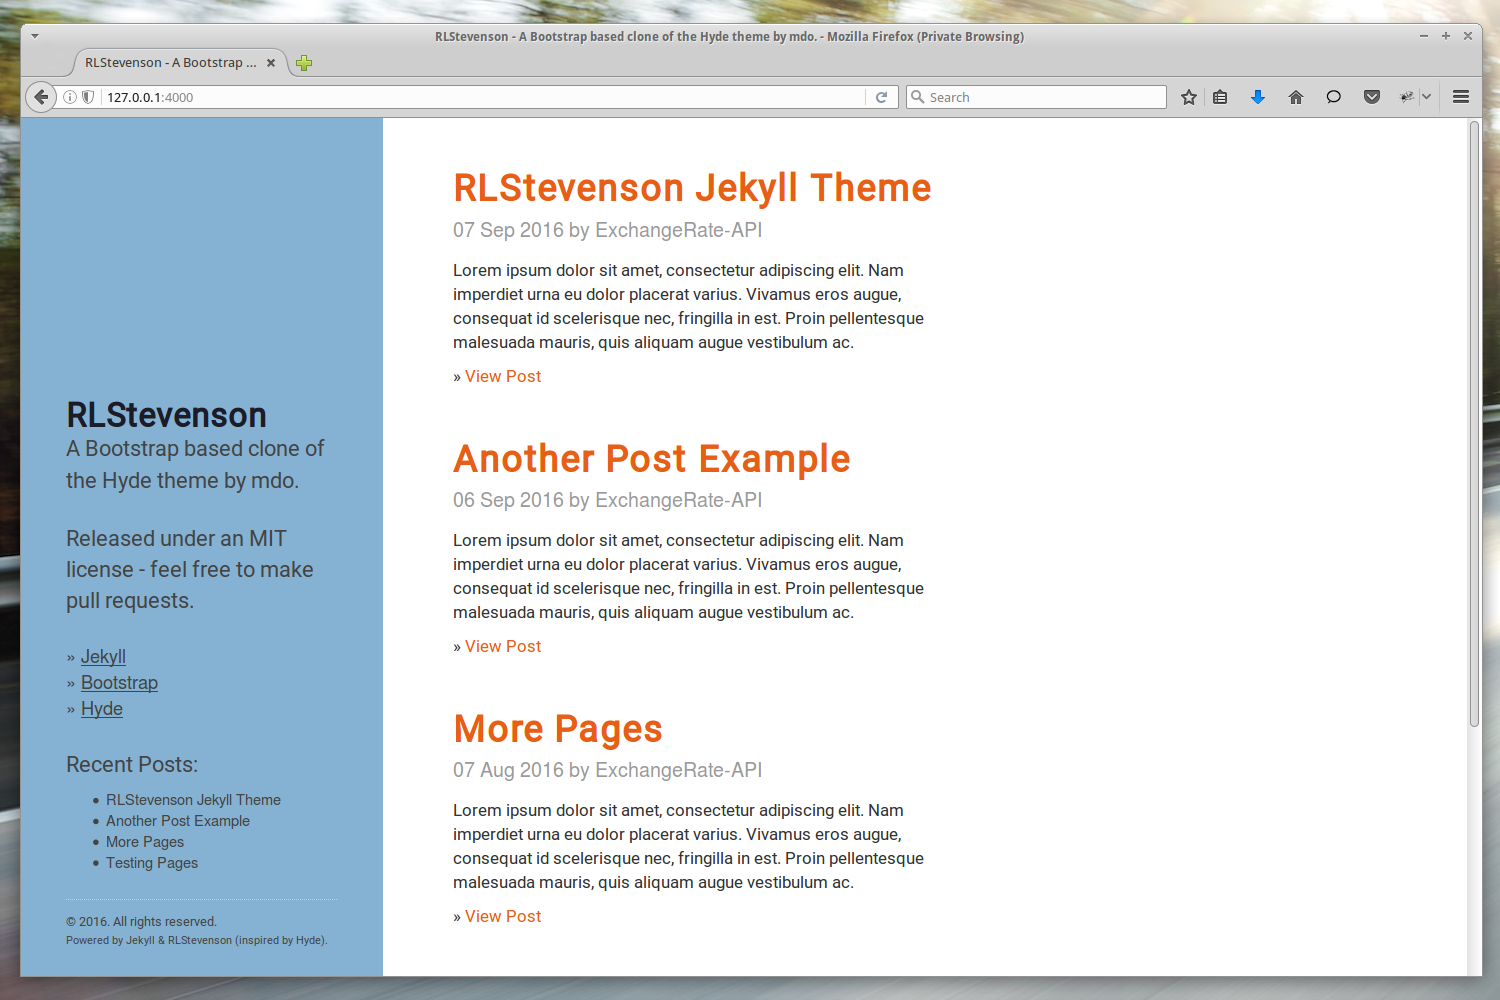 RLStevenson - A Bootstrap based clone of the Hyde theme by mdo. - Mozilla Firefox (Private Browsing)
RLStevenson - A Bootstrap ...
127.0.0.1:4000
Search
RLStevenson
A Bootstrap based clone of
the Hyde theme by mdo.
Released under an MIT
license - feel free to make
pull requests.
» Jekyll
» Bootstrap
» Hyde
Recent Posts:
• RLStevenson Jekyll Theme
• Another Post Example
• More Pages
• Testing Pages
© 2016. All rights reserved.
Powered by Jekyll & RLStevenson (inspired by Hyde).
RLStevenson Jekyll Theme
07 Sep 2016 by ExchangeRate-API
Lorem ipsum dolor sit amet, consectetur adipiscing elit. Nam
imperdiet urna eu dolor placerat varius. Vivamus eros augue,
consequat id scelerisque nec, fringilla in est. Proin pellentesque
malesuada mauris, quis aliquam augue vestibulum ac.
» View Post
Another Post Example
06 Sep 2016 by ExchangeRate-API
Lorem ipsum dolor sit amet, consectetur adipiscing elit. Nam
imperdiet urna eu dolor placerat varius. Vivamus eros augue,
consequat id scelerisque nec, fringilla in est. Proin pellentesque
malesuada mauris, quis aliquam augue vestibulum ac.
» View Post
More Pages
07 Aug 2016 by ExchangeRate-API
Lorem ipsum dolor sit amet, consectetur adipiscing elit. Nam
imperdiet urna eu dolor placerat varius. Vivamus eros augue,
consequat id scelerisque nec, fringilla in est. Proin pellentesque
malesuada mauris, quis aliquam augue vestibulum ac.
» View Post